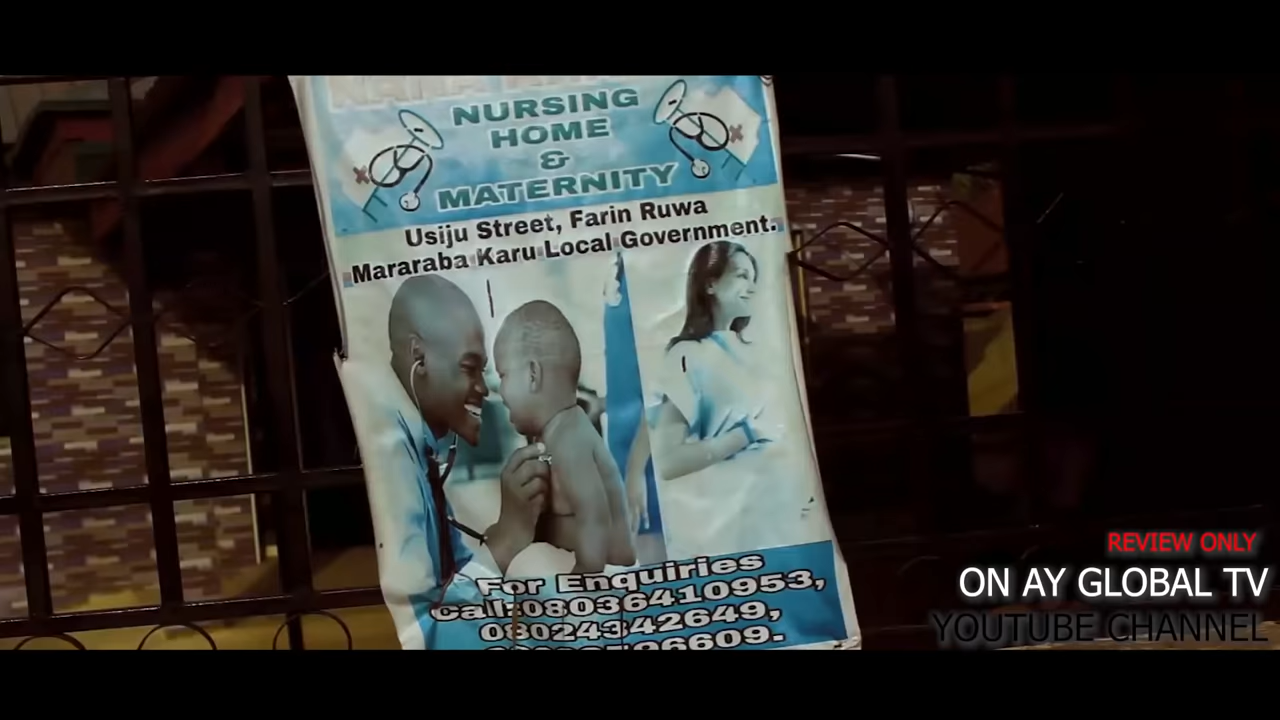 NURSING
HOME
&
MATERNITY
Usiju Street, Farin Ruwa
Mararaba Karu Local Government.
For Enquiries
Call:08036410953,
08024342649,
REVIEW ONLY
ON AY GLOBAL TV
YOUTUBE CHANNEL